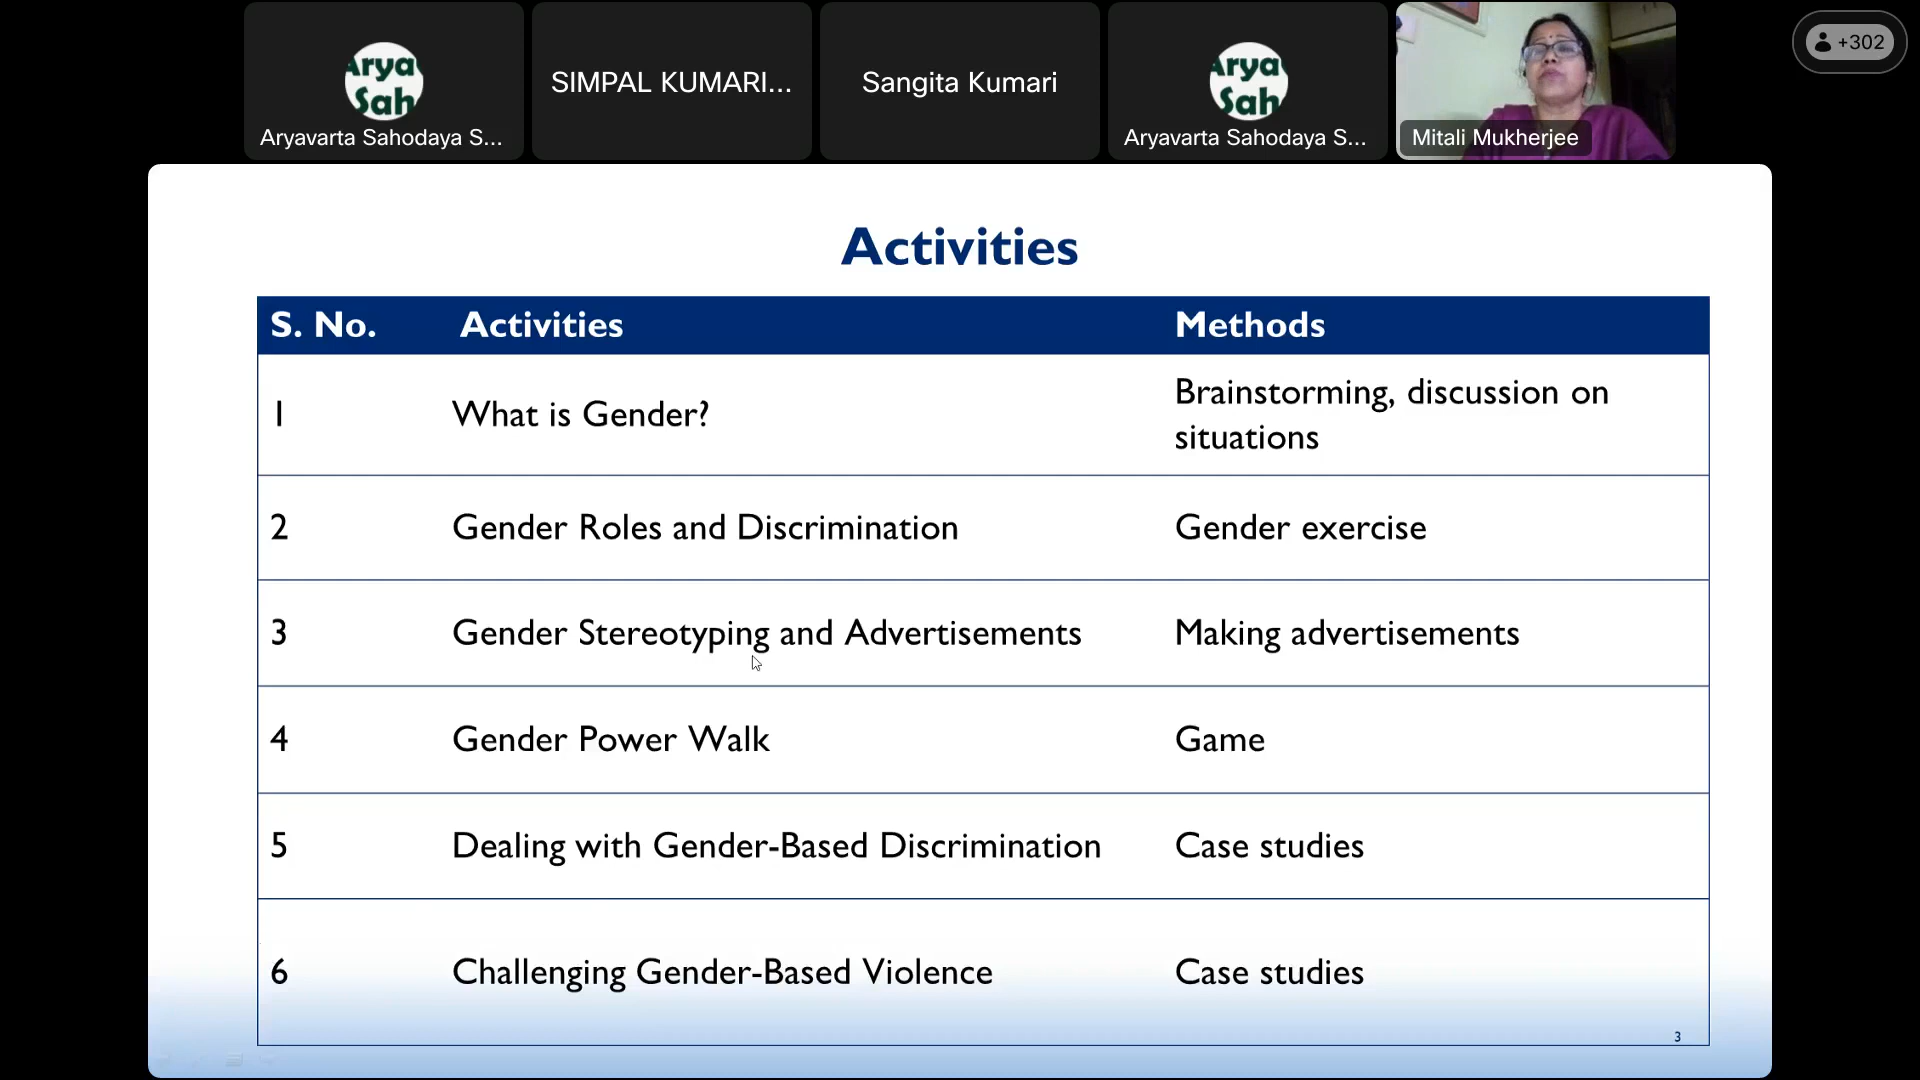 Arya
Sah
Aryavarta Sahodaya S...
SIMPAL KUMARI...
Sangita Kumari
Arya
Sah
Aryavarta Sahodaya S...
Mitali Mukherjee
+302
Activities
S. No. Activities Methods
1 What is Gender? Brainstorming, discussion on
situations
2 Gender Roles and Discrimination Gender exercise
3 Gender Stereotyping and Advertisements Making advertisements
4 Gender Power Walk Game
5 Dealing with Gender-Based Discrimination Case studies
6 Challenging Gender-Based Violence Case studies
3